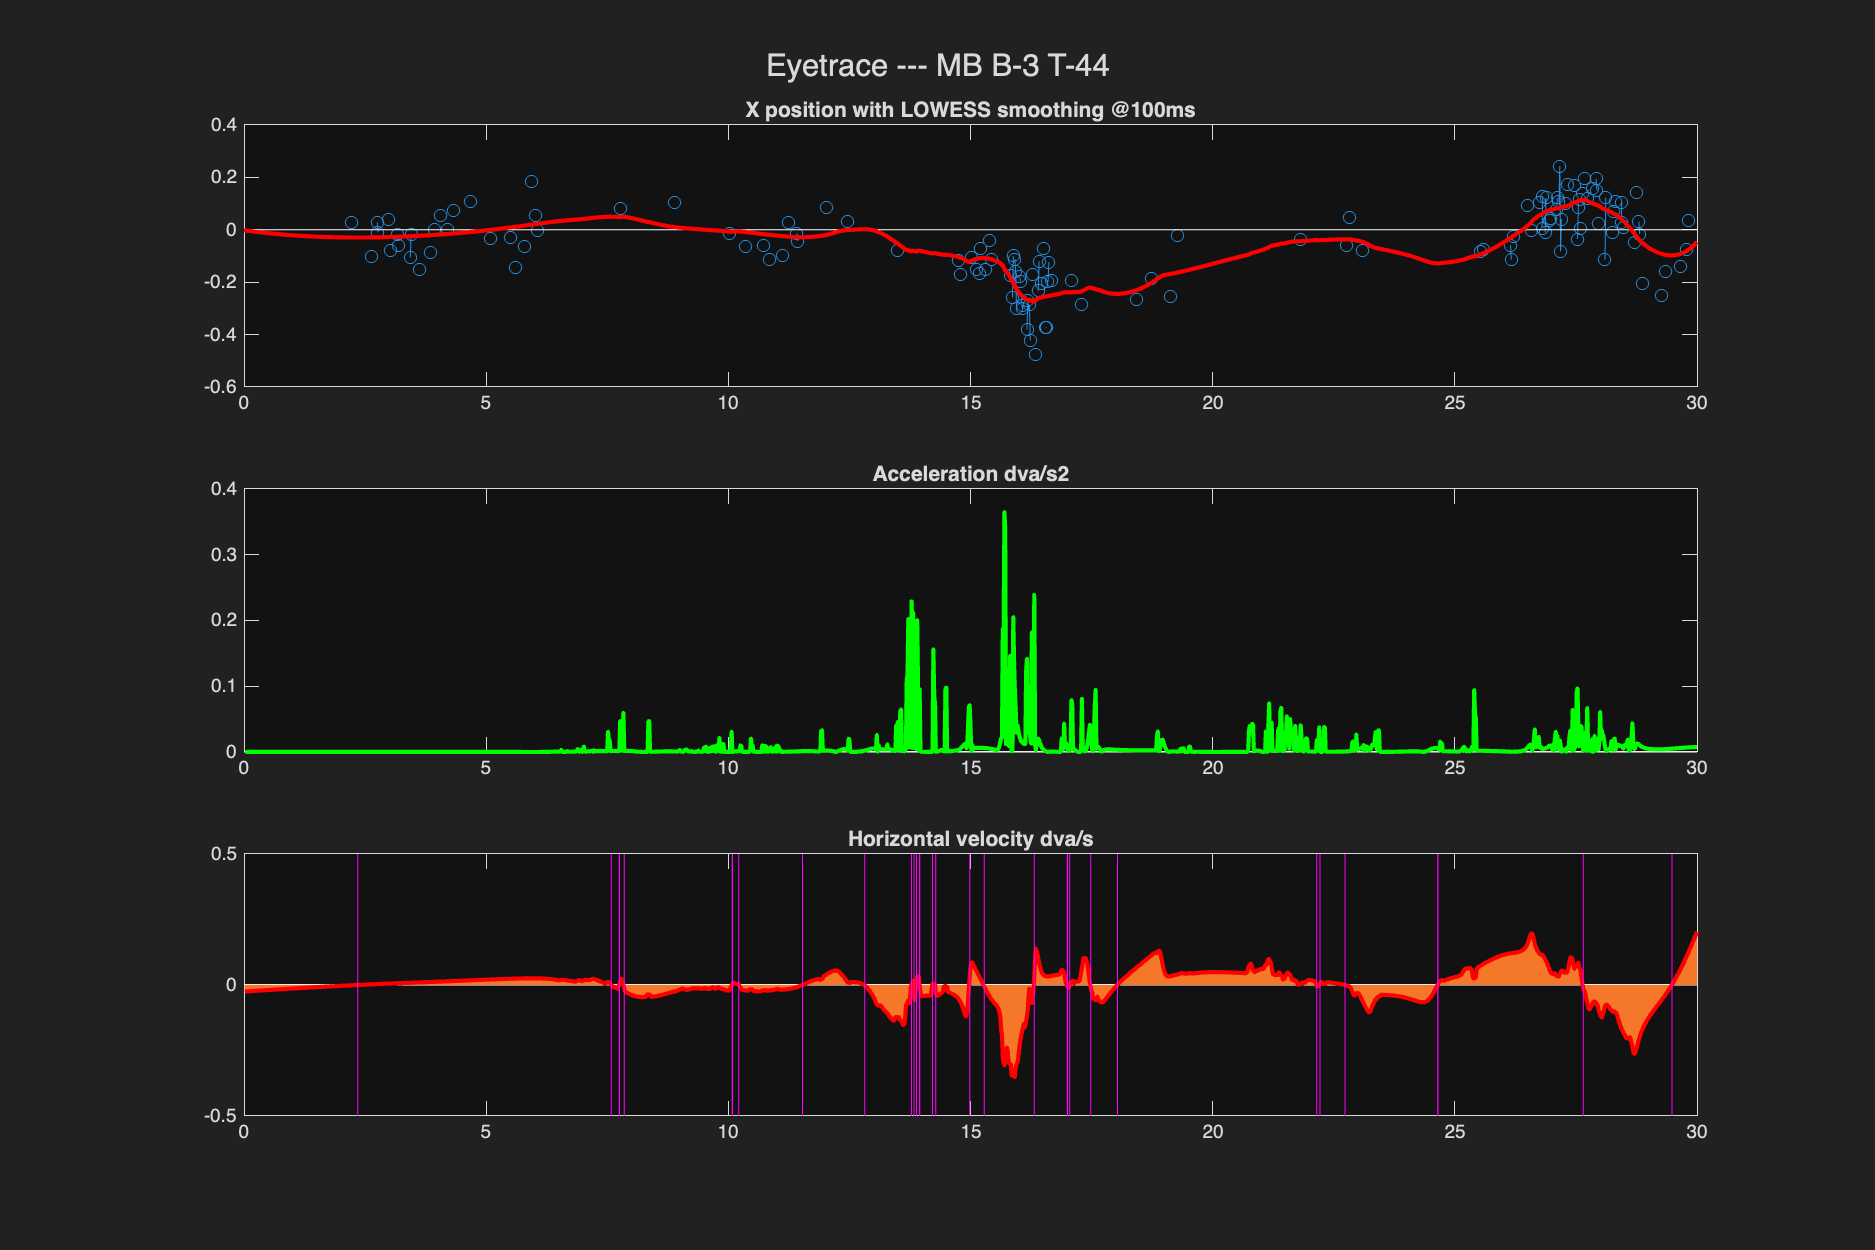 Eyetrace --- MB B-3 T-44
X position with LOWESS smoothing @100ms
0.4
0.2
0
-0.2
-0.4
-0.6
0 5 10 15 20 25 30
Acceleration dva/s2
0.4
0.3
0.2
0.1
0
0 5 10 15 20 25 30
Horizontal velocity dva/s
0.5
0
-0.5
0 5 10 15 20 25 30